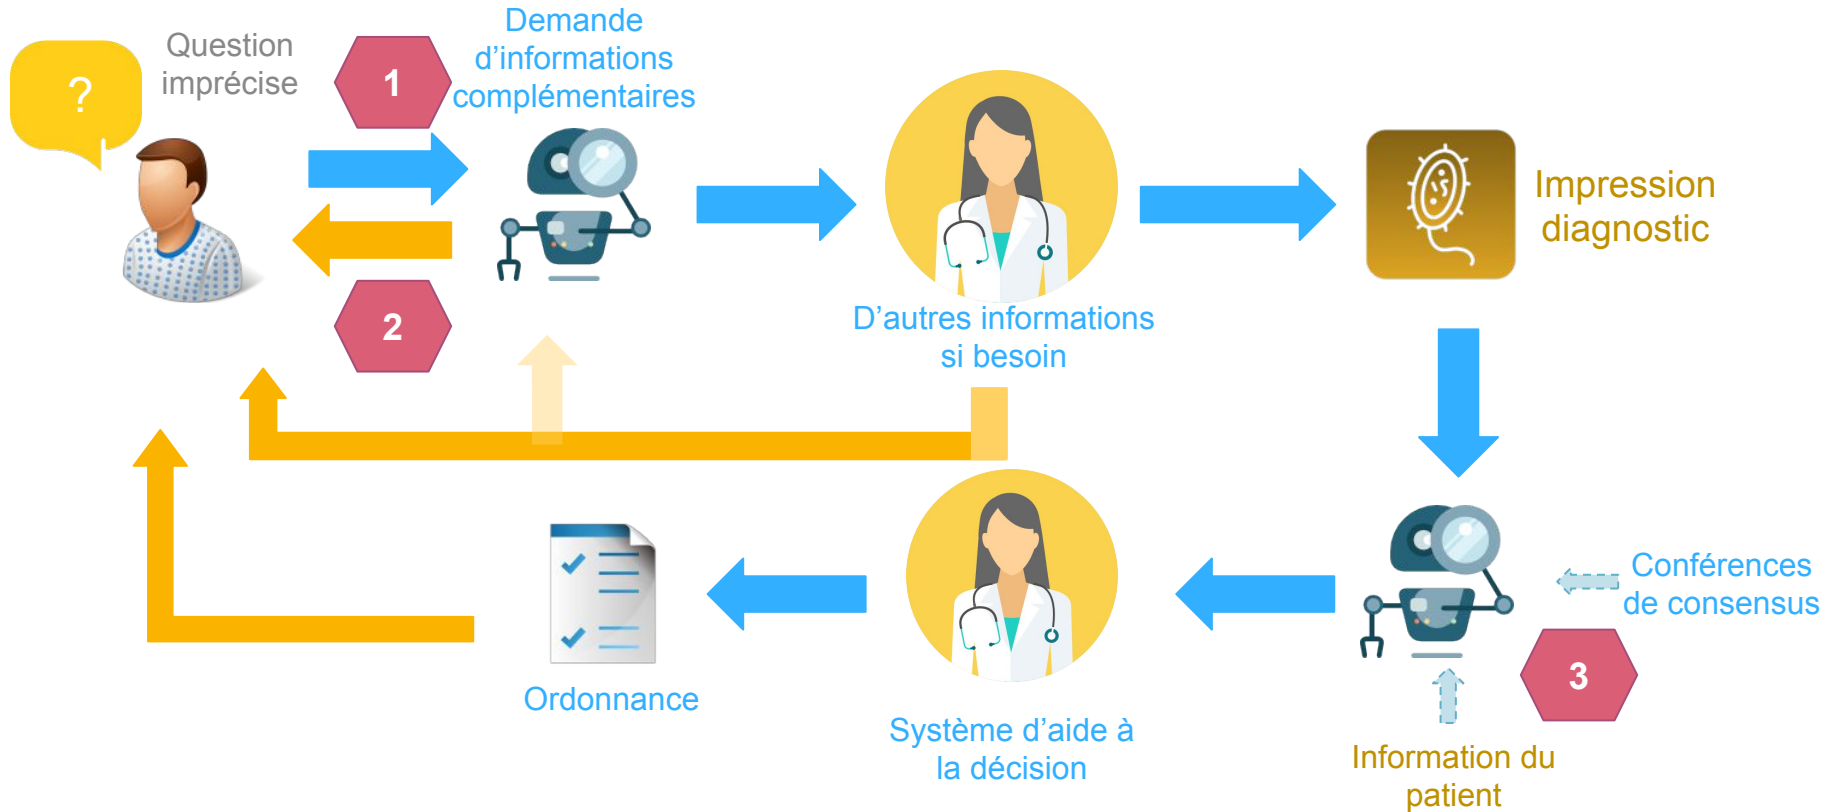 ?
Question
imprécise
1
Demande
d’informations
complémentaires
2
D’autres informations
si besoin
Impression
diagnostic
Conférences
de consensus
3
Information du
patient
Système d’aide à
la décision
Ordonnance